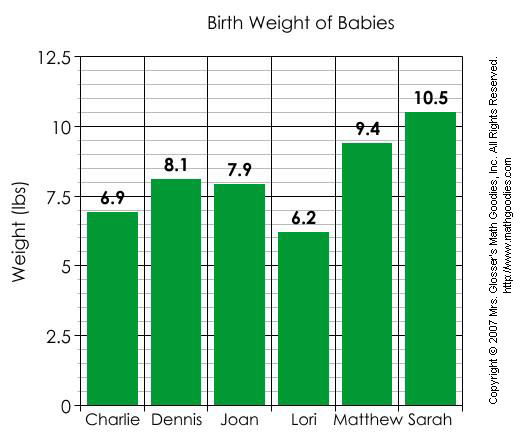 Birth Weight of Babies
Weight (lbs)
12.5
10
7.5
5
2.5
0
6.9
8.1
7.9
6.2
9.4
10.5
Charlie Dennis Joan Lori Matthew Sarah
Copyright © 2007 Mrs. Glosser's Math Goodies, Inc. All Rights Reserved.
http://www.mathgoodies.com